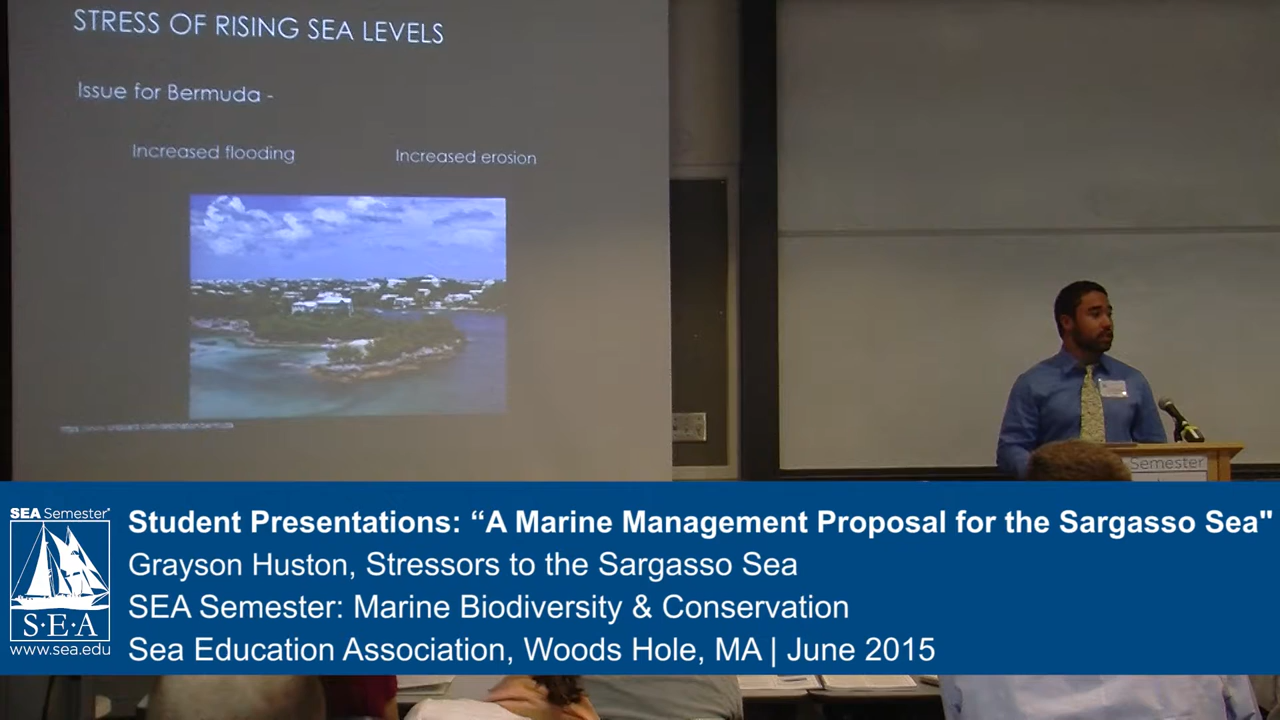 STRESS OF RISING SEA LEVELS
Issue for Bermuda -
Increased flooding
Increased erosion
Semester
SEA Semester®
S·E·A
www.sea.edu
Student Presentations: “A Marine Management Proposal for the Sargasso Sea"
Grayson Huston, Stressors to the Sargasso Sea
SEA Semester: Marine Biodiversity & Conservation
Sea Education Association, Woods Hole, MA | June 2015